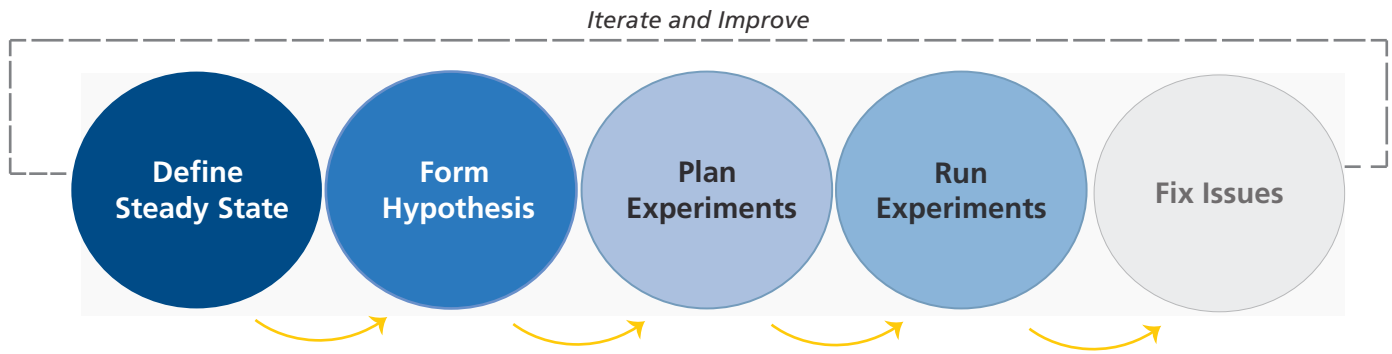 Iterate and Improve
Define
Steady State
Form
Hypothesis
Plan
Experiments
Run
Experiments
Fix Issues